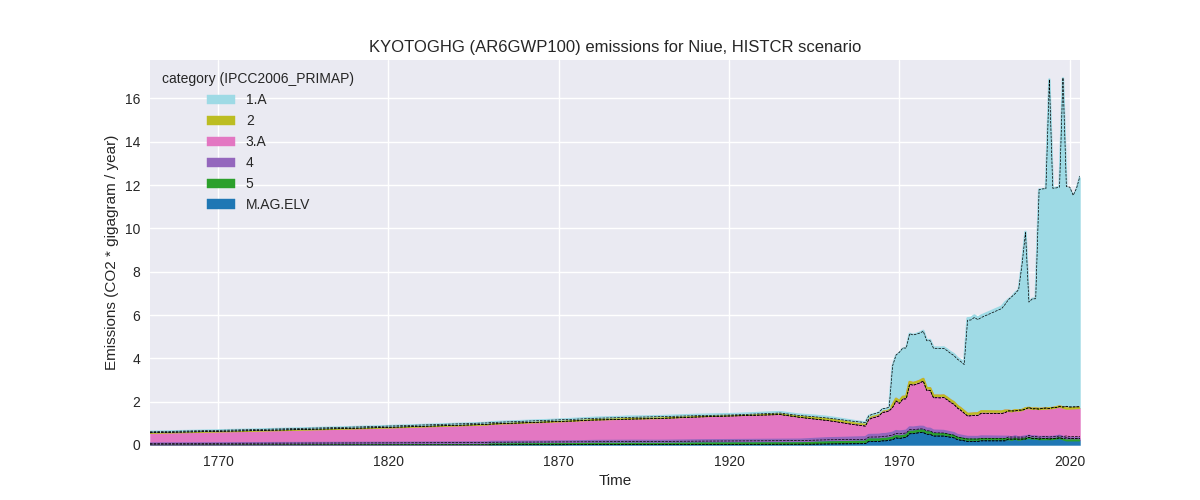 KYOTOGHG (AR6GWP100) emissions for Niue, HISTCR scenario
category (IPCC2006_PRIMAP)
1.A
2
3.A
4
5
M.AG.ELV
Emissions (CO2 * gigagram / year)
16
14
12
10
8
6
4
2
0
1770
1820
1870
1920
1970
2020
Time